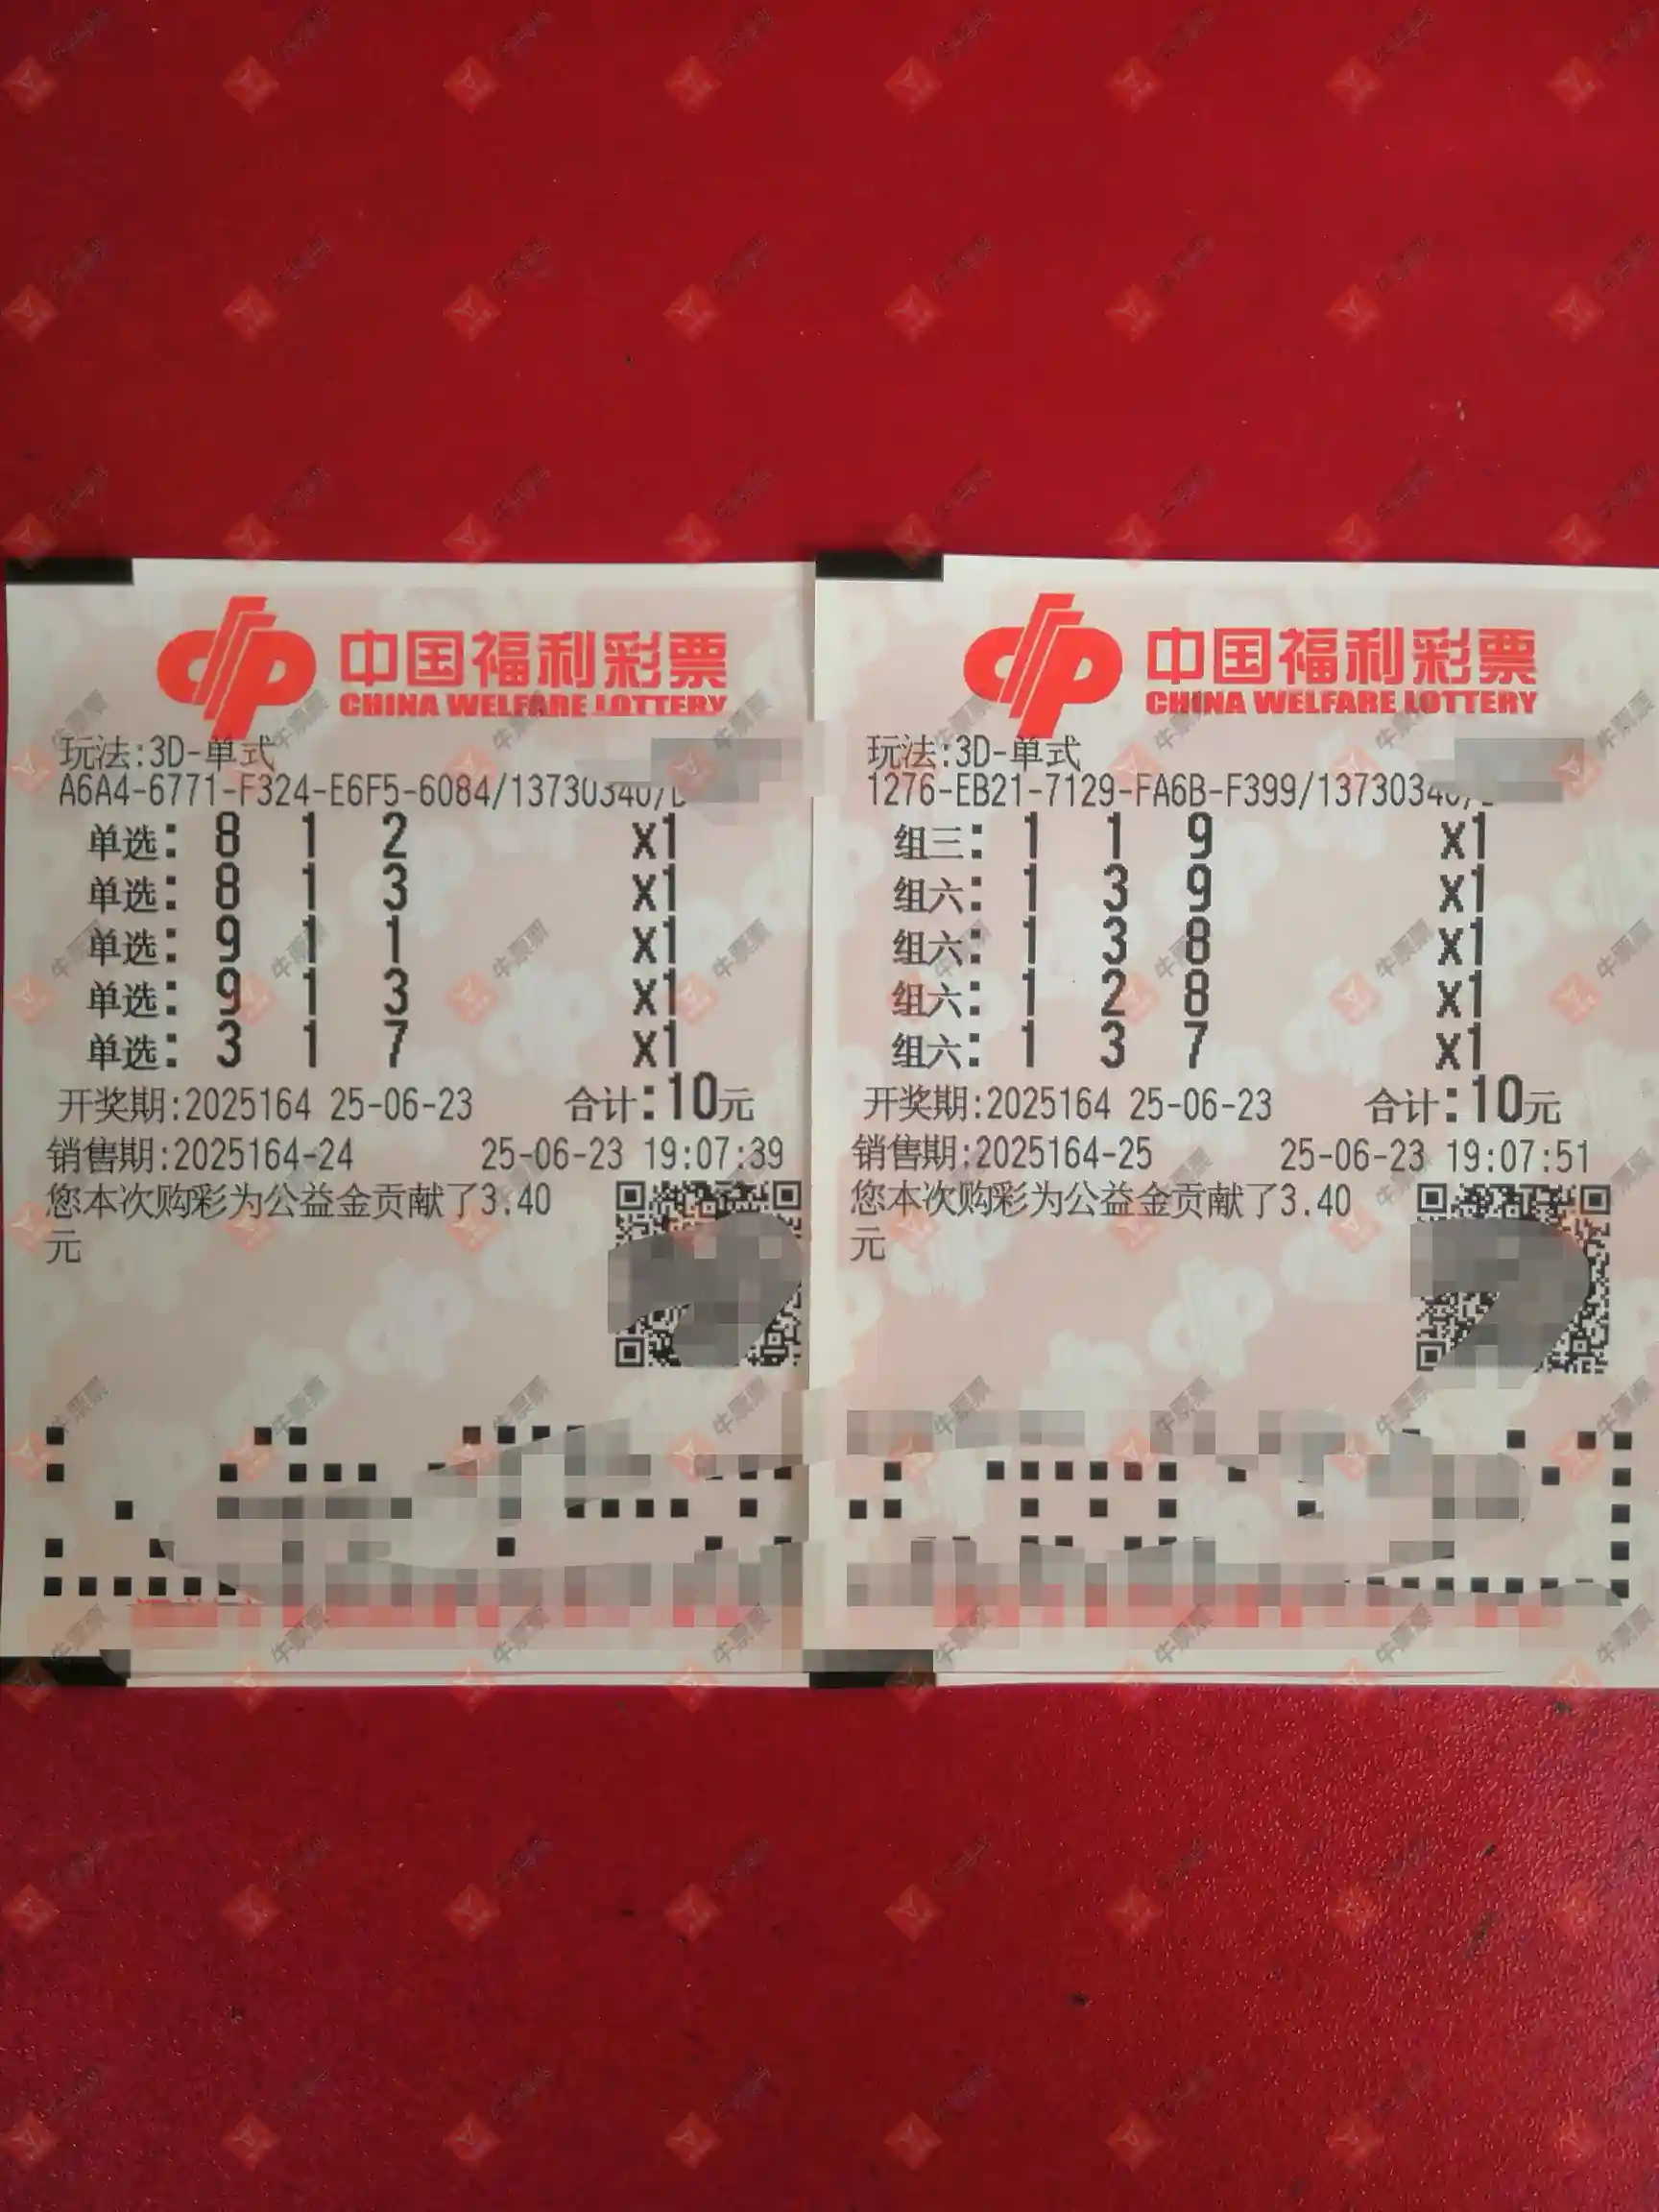 中国福利彩票
CHINA WELFARE LOTTERY
玩法:3D-单式
A6A4-6771-F324-E6F5-6084/13730340/
单选: 8 1 2 x1
单选: 8 1 3 x1
单选: 9 1 1 x1
单选: 9 1 3 x1
单选: 3 1 7 x1
开奖期:2025164 25-06-23 合计:10元
销售期:2025164-24 25-06-23 19:07:39
您本次购彩为公益金贡献了3.40
元
中国福利彩票
CHINA WELFARE LOTTERY
玩法:3D-单式
1276-EB21-7129-FA6B-F399/1373034
组三: 1 1 9 x1
组六: 1 3 9 x1
组六: 1 3 8 x1
组六: 1 2 8 x1
组六: 1 3 7 x1
开奖期:2025164 25-06-23 合计:10元
销售期:2025164-25 25-06-23 19:07:51
您本次购彩为公益金贡献了3.40
元
牛票票